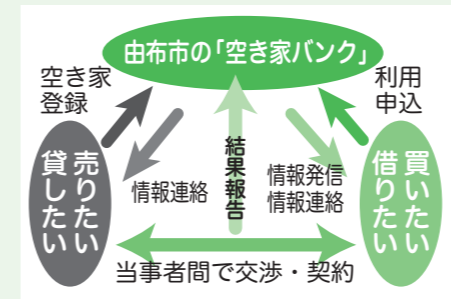 由布市の「空き家バンク」
空き家
登録
利用
申込
売りたい
貸したい
情報連絡
結果報告
情報発信
情報連絡
買いたい
借りたい
当事者間で交渉・契約